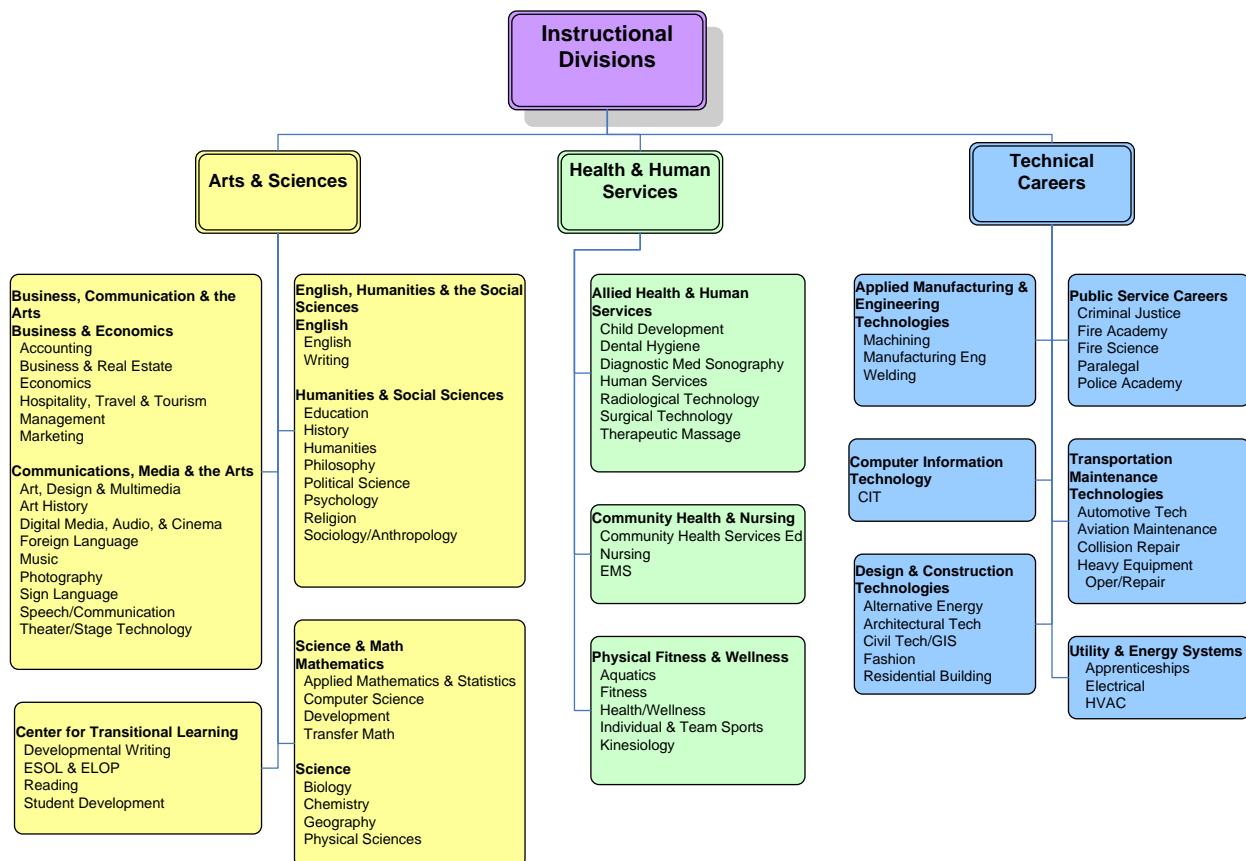 Instructional
Divisions
Arts & Sciences
Health & Human
Services
Technical
Careers
Business, Communication & the
Arts
Business & Economics
Accounting
Business & Real Estate
Economics
Hospitality, Travel & Tourism
Management
Marketing
Communications, Media & the Arts
Art, Design & Multimedia
Art History
Digital Media, Audio, & Cinema
Foreign Language
Music
Photography
Sign Language
Speech/Communication
Theater/Stage Technology
Center for Transitional Learning
Developmental Writing
ESOL & ELOP
Reading
Student Development
English, Humanities & the Social
Sciences
English
English
Writing
Humanities & Social Sciences
Education
History
Humanities
Philosophy
Political Science
Psychology
Religion
Sociology/Anthropology
Science & Math
Mathematics
Applied Mathematics & Statistics
Computer Science
Development
Transfer Math
Science
Biology
Chemistry
Geography
Physical Sciences
Allied Health & Human
Services
Child Development
Dental Hygiene
Diagnostic Med Sonography
Human Services
Radiological Technology
Surgical Technology
Therapeutic Massage
Community Health & Nursing
Community Health Services Ed
Nursing
EMS
Physical Fitness & Wellness
Aquatics
Fitness
Health/Wellness
Individual & Team Sports
Kinesiology
Applied Manufacturing &
Engineering
Technologies
Machining
Manufacturing Eng
Welding
Computer Information
Technology
CIT
Design & Construction
Technologies
Alternative Energy
Architectural Tech
Civil Tech/GIS
Fashion
Residential Building
Public Service Careers
Criminal Justice
Fire Academy
Fire Science
Paralegal
Police Academy
Transportation
Maintenance
Technologies
Automotive Tech
Aviation Maintenance
Collision Repair
Heavy Equipment
Oper/Repair
Utility & Energy Systems
Apprenticeships
Electrical
HVAC